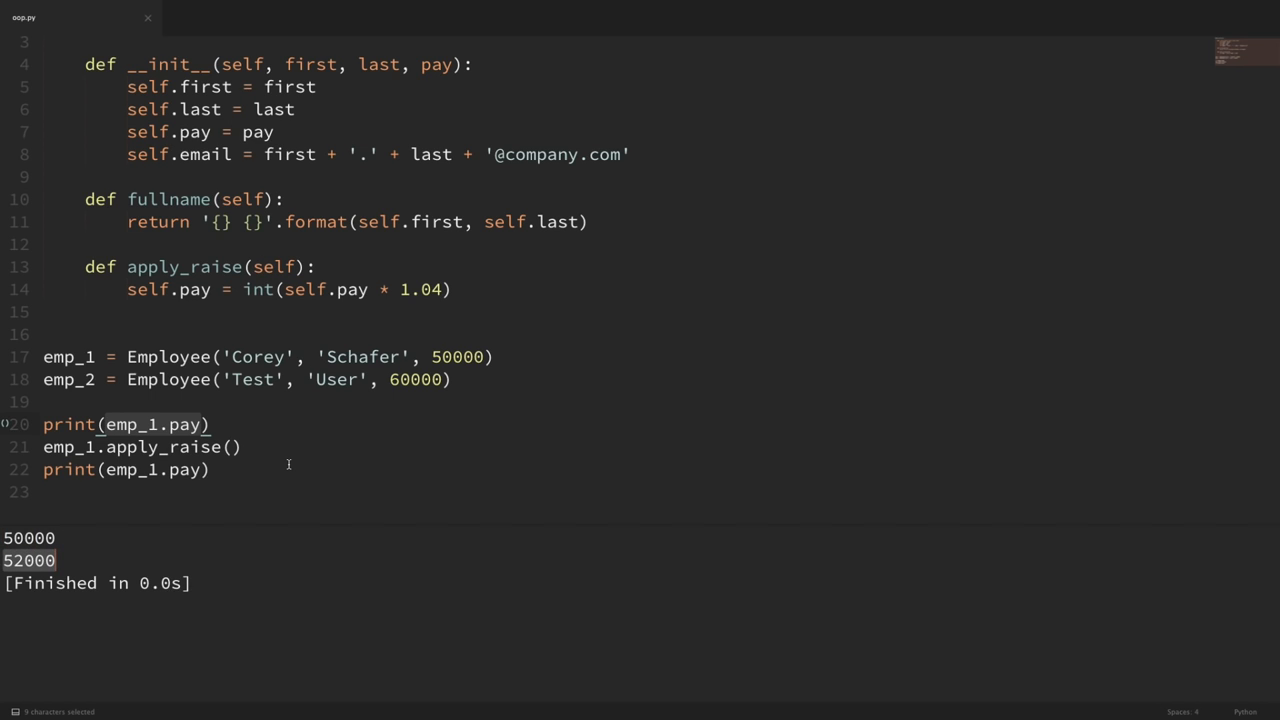 oop.py ×
3
4     def __init__(self, first, last, pay):
5         self.first = first
6         self.last = last
7         self.pay = pay
8         self.email = first + '.' + last + '@company.com'
9
10     def fullname(self):
11         return '{} {}'.format(self.first, self.last)
12
13     def apply_raise(self):
14         self.pay = int(self.pay * 1.04)
15
16
17 emp_1 = Employee('Corey', 'Schafer', 50000)
18 emp_2 = Employee('Test', 'User', 60000)
19
()20 print(emp_1.pay)
21 emp_1.apply_raise()
22 print(emp_1.pay)
23
50000
52000
[Finished in 0.0s]
9 characters selected Spaces: 4 Python